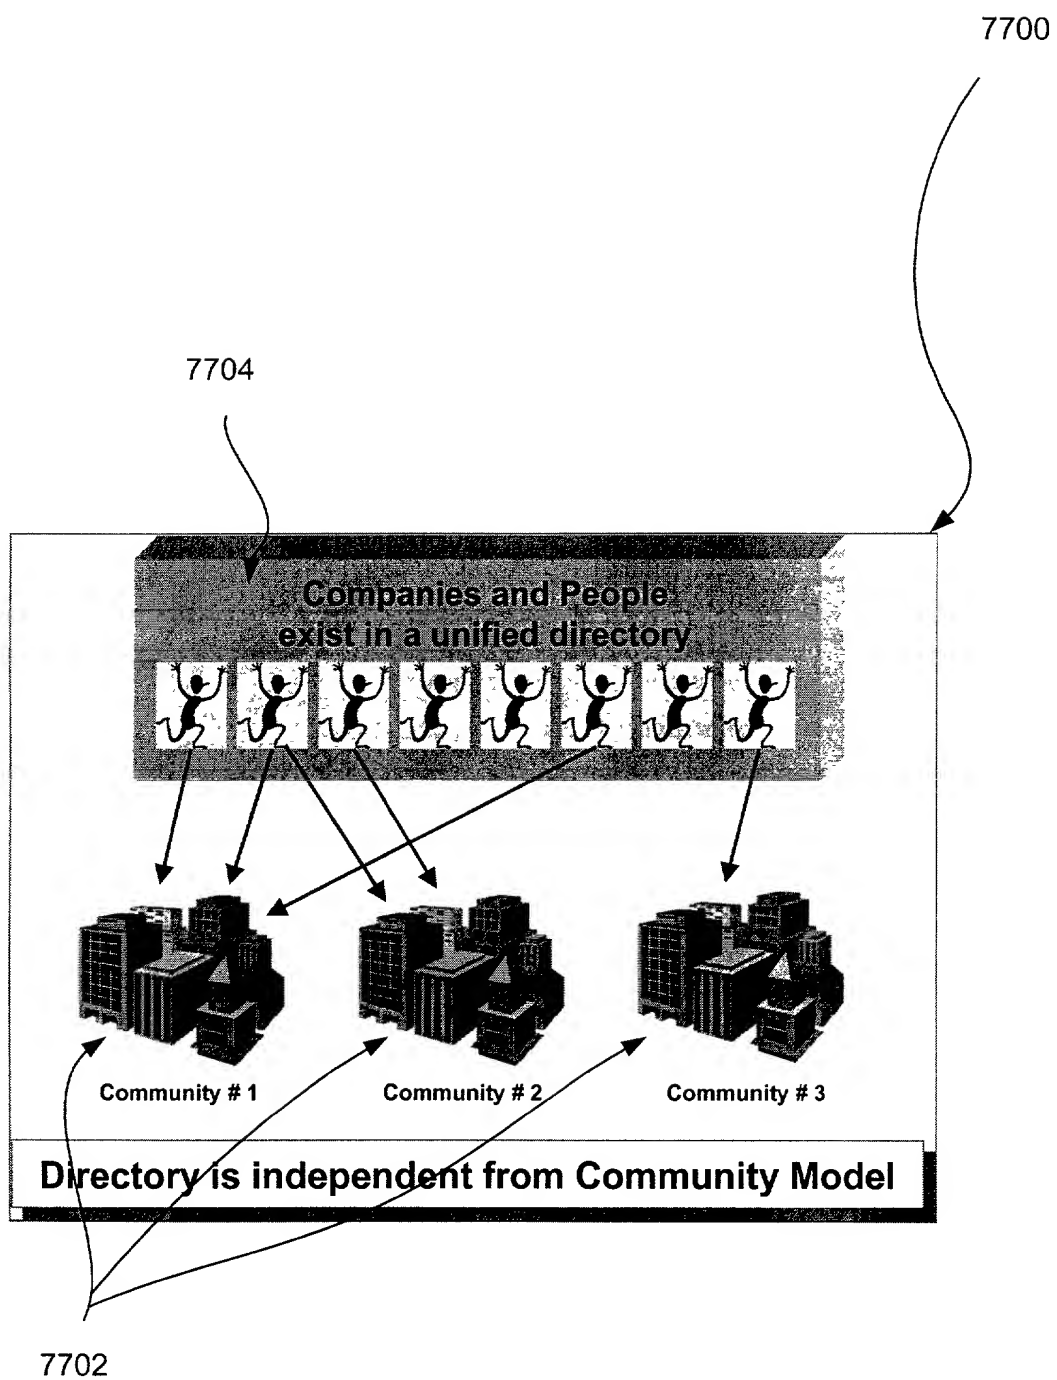 7700
7704
Companies and People
exist in a unified directory
Community # 1
Community # 2
Community # 3
Directory is independent from Community Model
7702